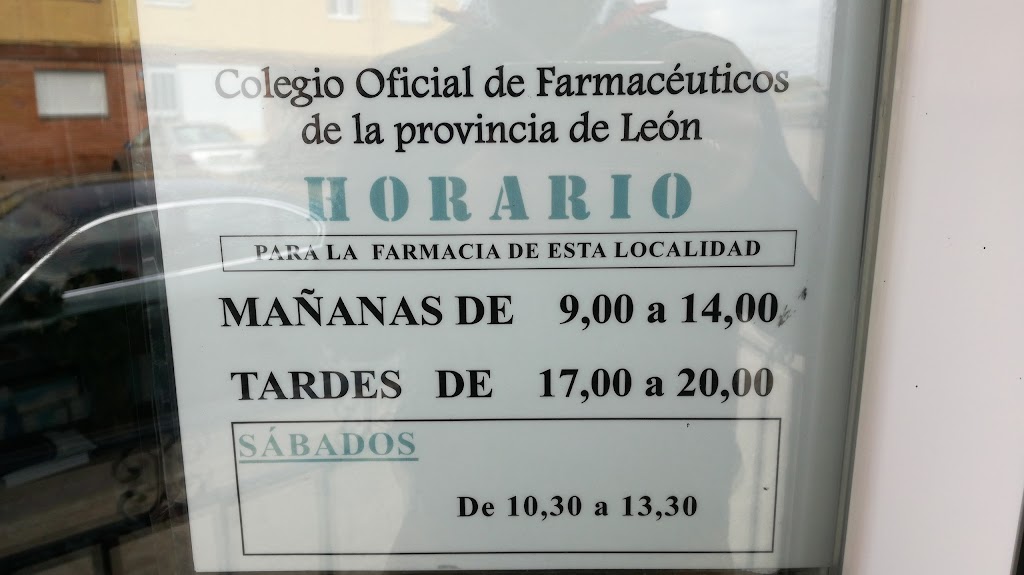 Colegio Oficial de Farmacéuticos
de la provincia de León
HORARIO
PARA LA FARMACIA DE ESTA LOCALIDAD
MAÑANAS DE 9,00 a 14,00
TARDES DE 17,00 a 20,00
SÁBADOS
De 10,30 a 13,30